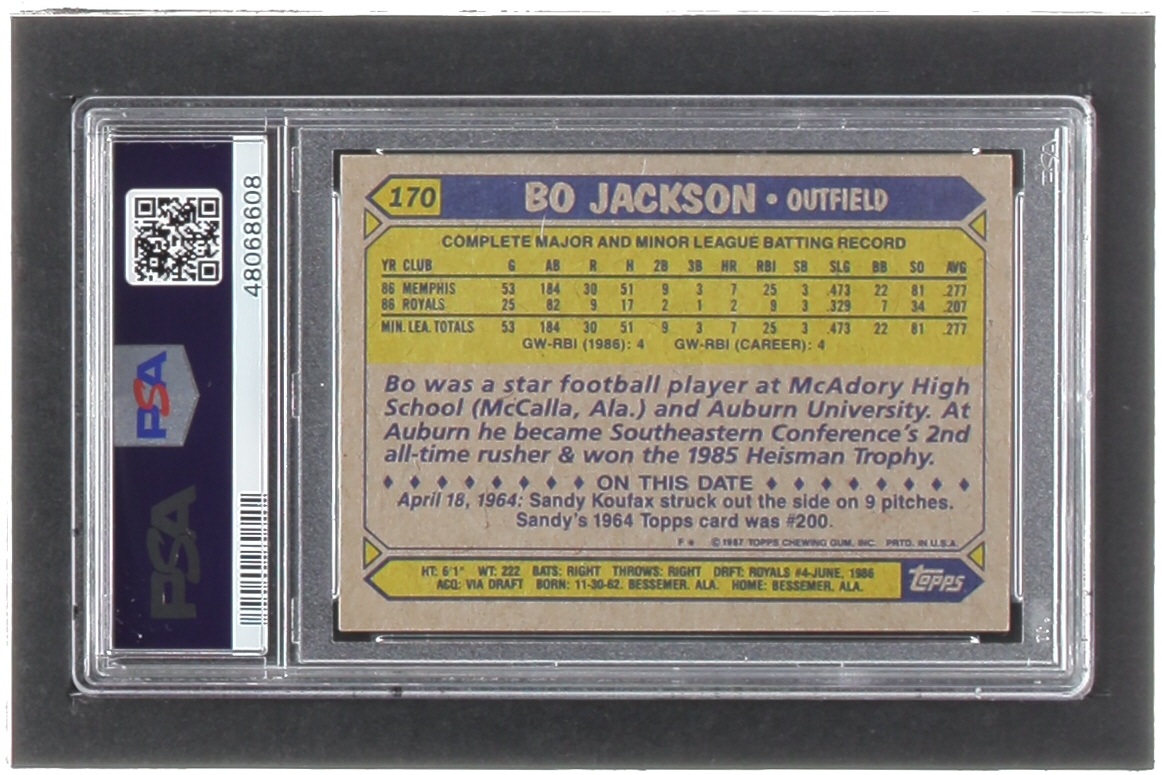 48068608
PSA
PSA
170
BO JACKSON • OUTFIELD
COMPLETE MAJOR AND MINOR LEAGUE BATTING RECORD
YR CLUB G AB R H 2B 3B HR RBI SB SLG BB SO AVG
86 MEMPHIS 53 184 30 51 9 3 7 25 3 .473 22 81 .277
86 ROYALS 25 82 9 17 2 1 2 9 3 .329 7 34 .207
MIN. LEA. TOTALS 53 184 30 51 9 3 7 25 3 .473 22 81 .277
GW-RBI (1986): 4 GW-RBI (CAREER): 4
Bo was a star football player at McAdory High
School (McCalla, Ala.) and Auburn University. At
Auburn he became Southeastern Conference's 2nd
all-time rusher & won the 1985 Heisman Trophy.
♦ ♦ ♦ ♦ ♦ ♦ ♦ ♦ ON THIS DATE ♦ ♦ ♦ ♦ ♦ ♦ ♦ ♦
April 18, 1964: Sandy Koufax struck out the side on 9 pitches.
Sandy's 1964 Topps card was #200.
F * © 1987 TOPPS CHEWING GUM, INC. PRTD. IN U.S.A.
HT: 6'1" WT: 222 BATS: RIGHT THROWS: RIGHT DRFT: ROYALS #4-JUNE, 1986
ACQ: VIA DRAFT BORN: 11-30-62, BESSEMER, ALA. HOME: BESSEMER, ALA.
TOPPS